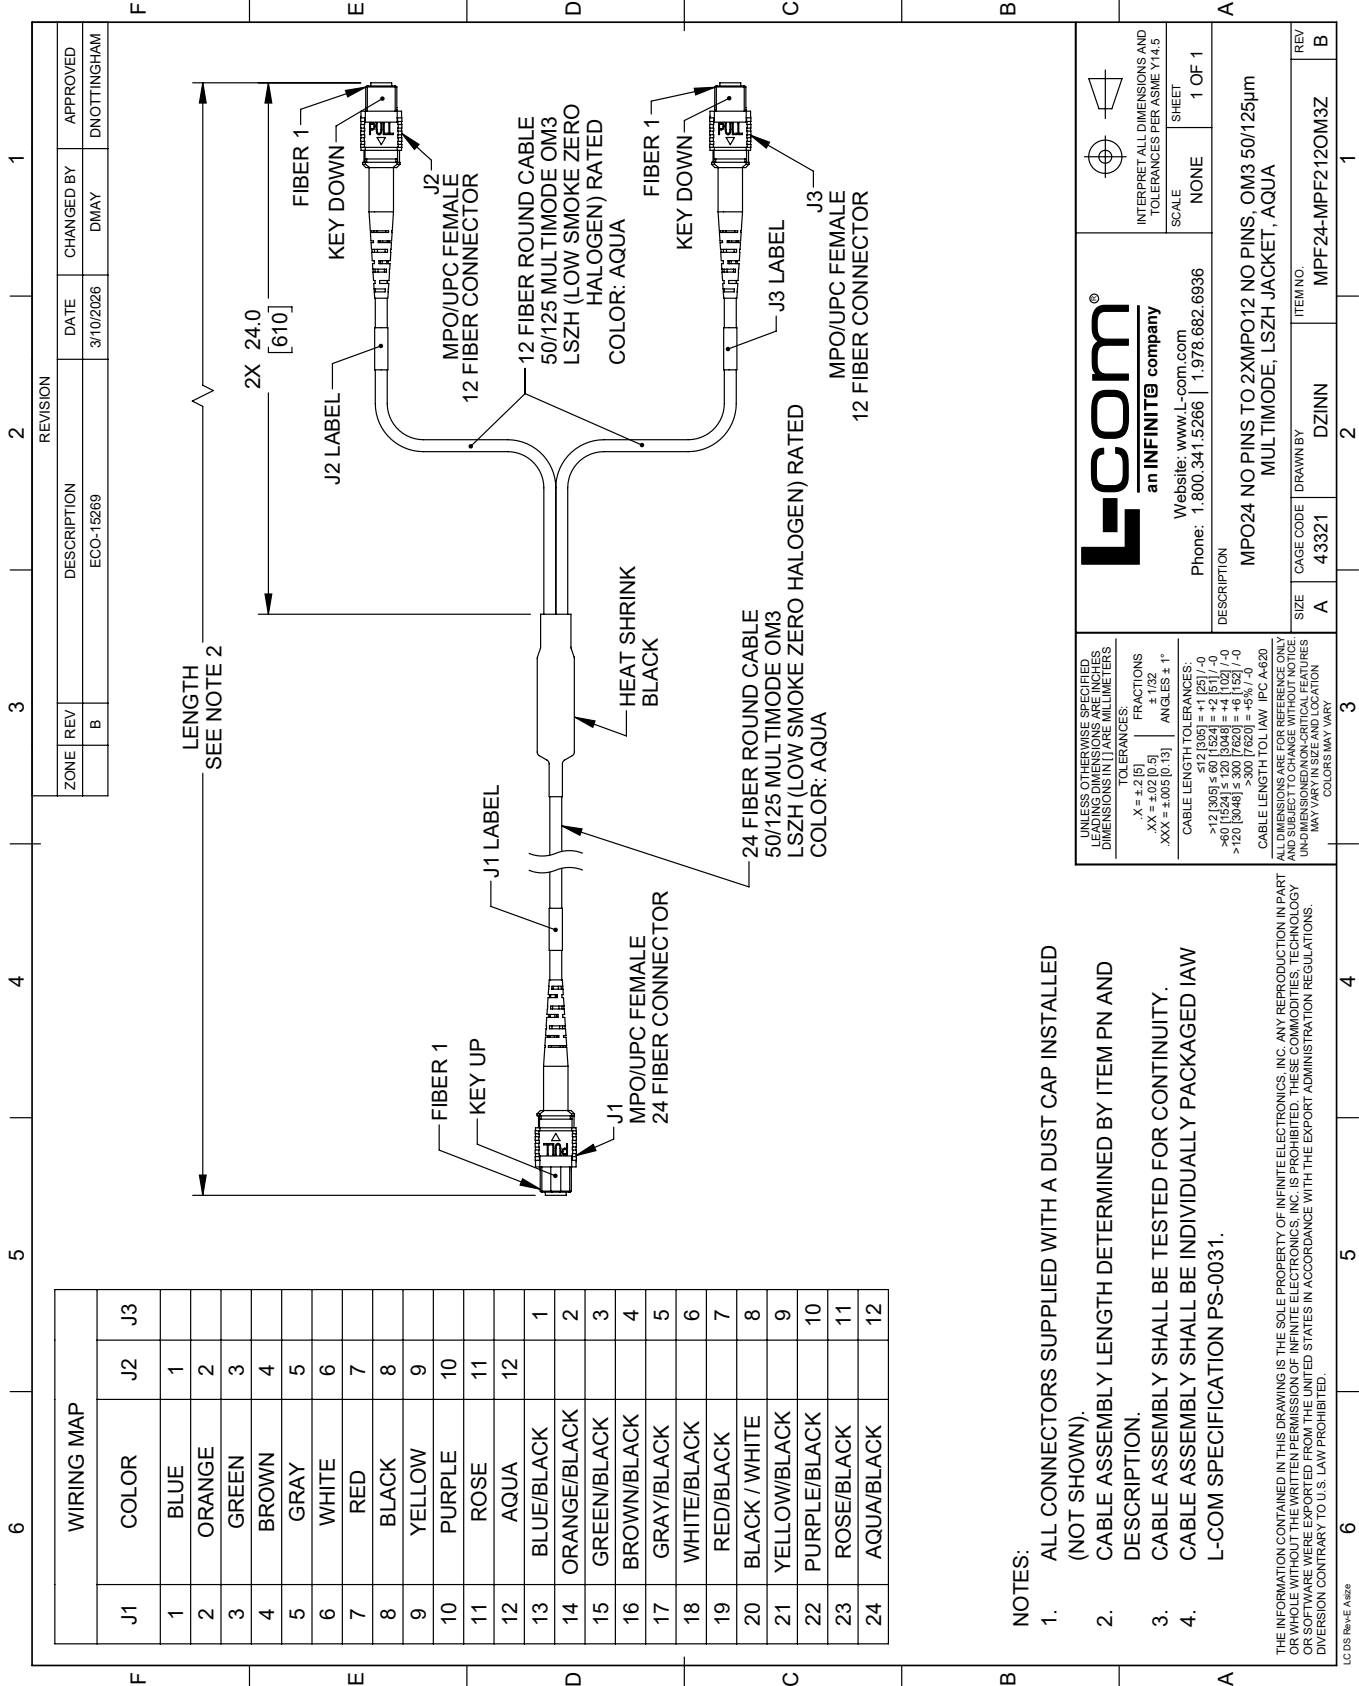 REVISION
ZONE REV DESCRIPTION DATE CHANGED BY APPROVED
B ECO-15269 3/10/2026 DMAY DNOTTINGHAM
6 5 4 3 2 1
F
E
D
C
B
A
WIRING MAP
J1 COLOR J2 J3
1 BLUE 1
2 ORANGE 2
3 GREEN 3
4 BROWN 4
5 GRAY 5
6 WHITE 6
7 RED 7
8 BLACK 8
9 YELLOW 9
10 PURPLE 10
11 ROSE 11
12 AQUA 12
13 BLUE/BLACK 1
14 ORANGE/BLACK 2
15 GREEN/BLACK 3
16 BROWN/BLACK 4
17 GRAY/BLACK 5
18 WHITE/BLACK 6
19 RED/BLACK 7
20 BLACK / WHITE 8
21 YELLOW/BLACK 9
22 PURPLE/BLACK 10
23 ROSE/BLACK 11
24 AQUA/BLACK 12
LENGTH
SEE NOTE 2
2X 24.0
[610]
FIBER 1
KEY UP
PULL
J1
MPO/UPC FEMALE
24 FIBER CONNECTOR
J1 LABEL
24 FIBER ROUND CABLE
50/125 MULTIMODE OM3
LSZH (LOW SMOKE ZERO HALOGEN) RATED
COLOR: AQUA
HEAT SHRINK
BLACK
J2 LABEL
FIBER 1
KEY DOWN
PULL
J2
MPO/UPC FEMALE
12 FIBER CONNECTOR
12 FIBER ROUND CABLE
50/125 MULTIMODE OM3
LSZH (LOW SMOKE ZERO
HALOGEN) RATED
COLOR: AQUA
FIBER 1
KEY DOWN
PULL
J3 LABEL
J3
MPO/UPC FEMALE
12 FIBER CONNECTOR
NOTES:
1. ALL CONNECTORS SUPPLIED WITH A DUST CAP INSTALLED
(NOT SHOWN).
2. CABLE ASSEMBLY LENGTH DETERMINED BY ITEM PN AND
DESCRIPTION.
3. CABLE ASSEMBLY SHALL BE TESTED FOR CONTINUITY.
4. CABLE ASSEMBLY SHALL BE INDIVIDUALLY PACKAGED IAW
L-COM SPECIFICATION PS-0031.
THE INFORMATION CONTAINED IN THIS DRAWING IS THE SOLE PROPERTY OF INFINITE ELECTRONICS, INC. ANY REPRODUCTION IN PART
OR WHOLE WITHOUT THE WRITTEN PERMISSION OF INFINITE ELECTRONICS, INC. IS PROHIBITED. THESE COMMODITIES, TECHNOLOGY
OR SOFTWARE WERE EXPORTED FROM THE UNITED STATES IN ACCORDANCE WITH THE EXPORT ADMINISTRATION REGULATIONS.
DIVERSION CONTRARY TO U.S. LAW PROHIBITED.
UNLESS OTHERWISE SPECIFIED
LEADING DIMENSIONS ARE INCHES
DIMENSIONS IN [ ] ARE MILLIMETERS
TOLERANCES:
.X = ±.2 [5] FRACTIONS
.XX = ±.02 [0.5] ± 1/32
.XXX = ±.005 [0.13] ANGLES ± 1°
CABLE LENGTH TOLERANCES:
≤12 [305] = +1 [25] / -0
>12 [305] ≤ 60 [1524] = +2 [51] / -0
>60 [1524] ≤ 120 [3048] = +4 [102] / -0
>120 [3048] ≤ 300 [7620] = +6 [152] / -0
>300 [7620] = +5% / -0
CABLE LENGTH TOL IAW IPC A-620
ALL DIMENSIONS ARE FOR REFERENCE ONLY
AND SUBJECT TO CHANGE WITHOUT NOTICE.
UN-DIMENSIONED/NON-CRITICAL FEATURES
MAY VARY IN SIZE AND LOCATION
COLORS MAY VARY
L-com®
an INFINIT@ company
Website: www.L-com.com
Phone: 1.800.341.5266 | 1.978.682.6936
INTERPRET ALL DIMENSIONS AND
TOLERANCES PER ASME Y14.5
SCALE NONE
SHEET 1 OF 1
DESCRIPTION
MPO24 NO PINS TO 2XMPO12 NO PINS, OM3 50/125µm
MULTIMODE, LSZH JACKET, AQUA
SIZE CAGE CODE DRAWN BY ITEM NO. REV
A 43321 DZINN MPF24-MPF212OM3Z B
6 5 4 3 2 1
F
E
D
C
B
A
LC DS Rev-E A size